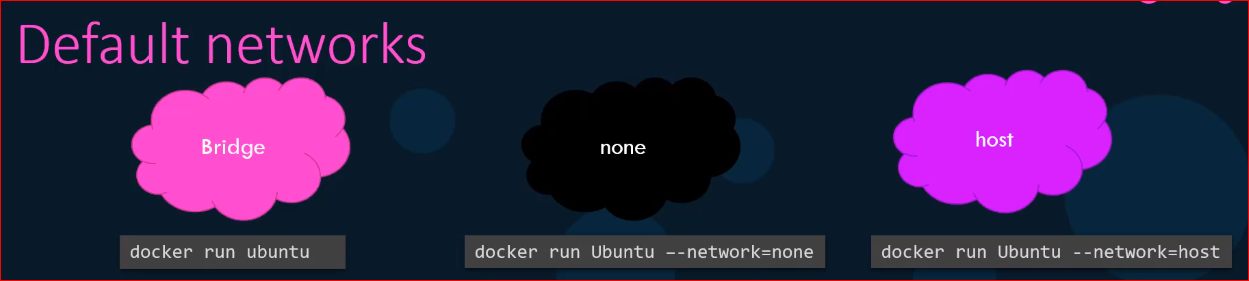 Default networks
Bridge
none
host
docker run ubuntu
docker run Ubuntu –-network=none
docker run Ubuntu --network=host